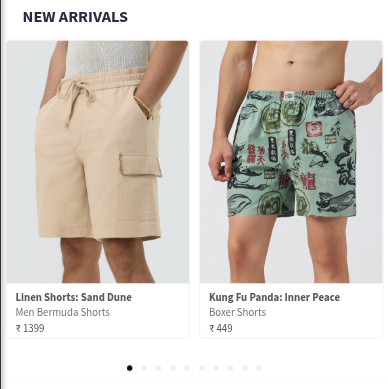 NEW ARRIVALS
Linen Shorts: Sand Dune
Men Bermuda Shorts
₹ 1399
Kung Fu Panda: Inner Peace
Boxer Shorts
₹ 449